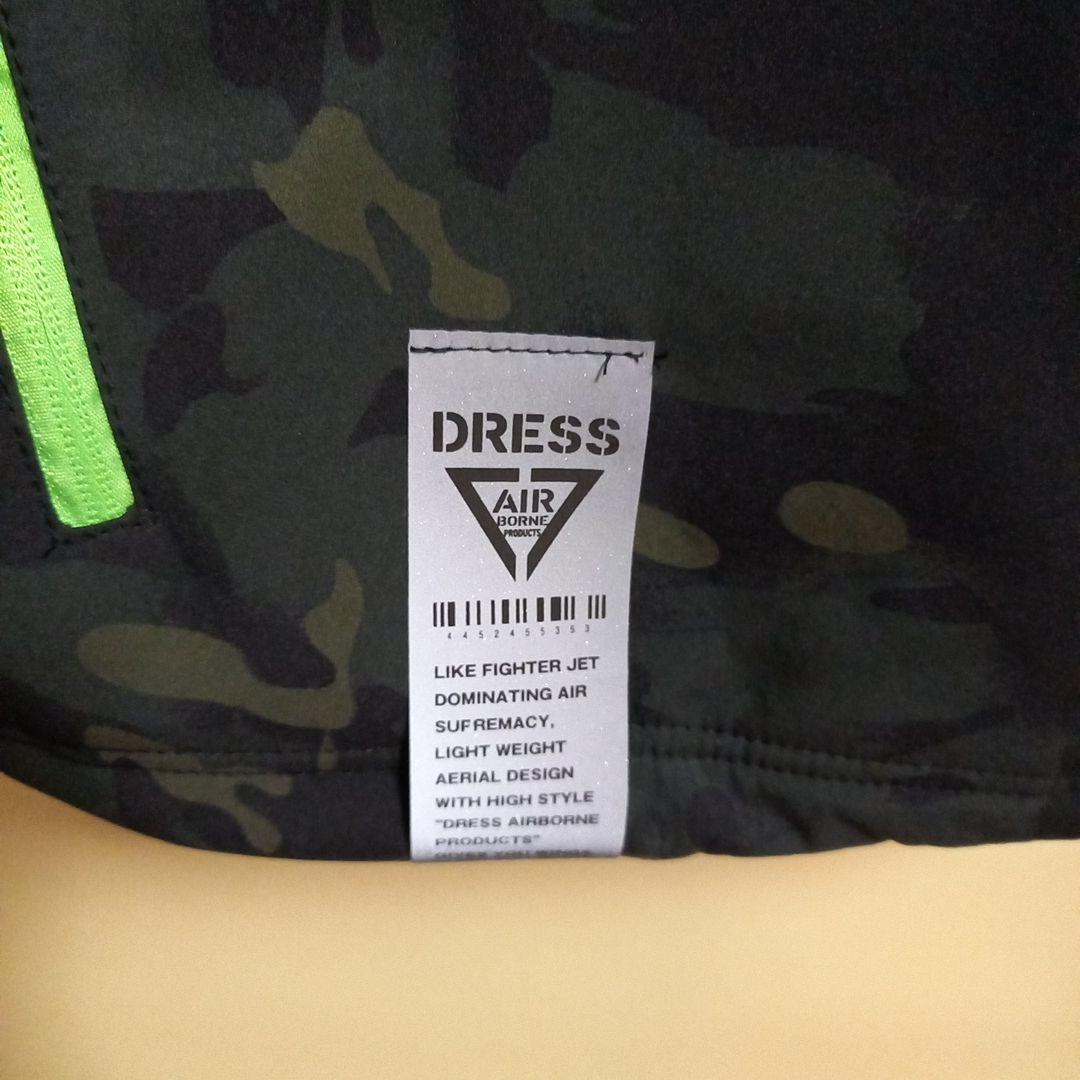 DRESS
AIR
BORNE
PRODUCTS
4452455353
LIKE FIGHTER JET
DOMINATING AIR
SUFREMACY,
LIGHT WEIGHT
AERIAL DESIGN
WITH HIGH STYLE
"DRESS AIRBORNE
PRODUCTS"